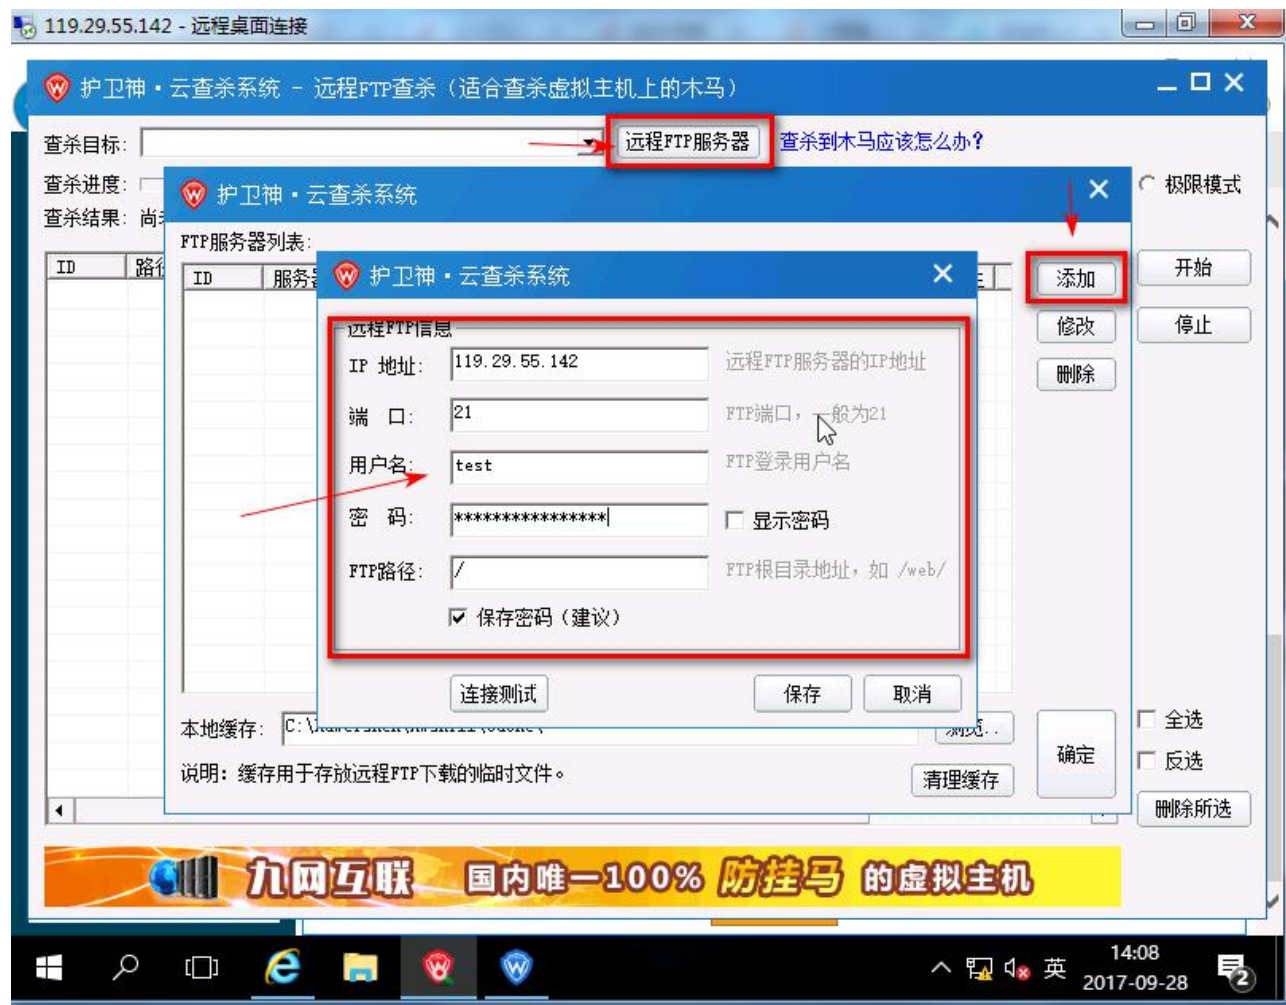 119.29.55.142 - 远程桌面连接
护卫神・云查杀系统 - 远程FTP查杀（适合查杀虚拟主机上的木马）
查杀目标:
远程FTP服务器
查杀到木马应该怎么办?
查杀进度:
极限模式
查杀结果: 尚
ID
开始
停止
护卫神・云查杀系统
FTP服务器列表:
ID
服务
添加
修改
删除
护卫神・云查杀系统
远程FTP信息
IP 地址:
119.29.55.142
远程FTP服务器的IP地址
端 口:
21
FTP端口，一般为21
用户名:
test
FTP登录用户名
密 码:
****************
显示密码
FTP路径:
/
FTP根目录地址，如 /web/
保存密码（建议）
连接测试
保存
取消
本地缓存:
说明: 缓存用于存放远程FTP下载的临时文件。
清理缓存
确定
全选
反选
删除所选
九网互联 国内唯一100% 防挂马 的虚拟主机
英
14:08
2017-09-28
2